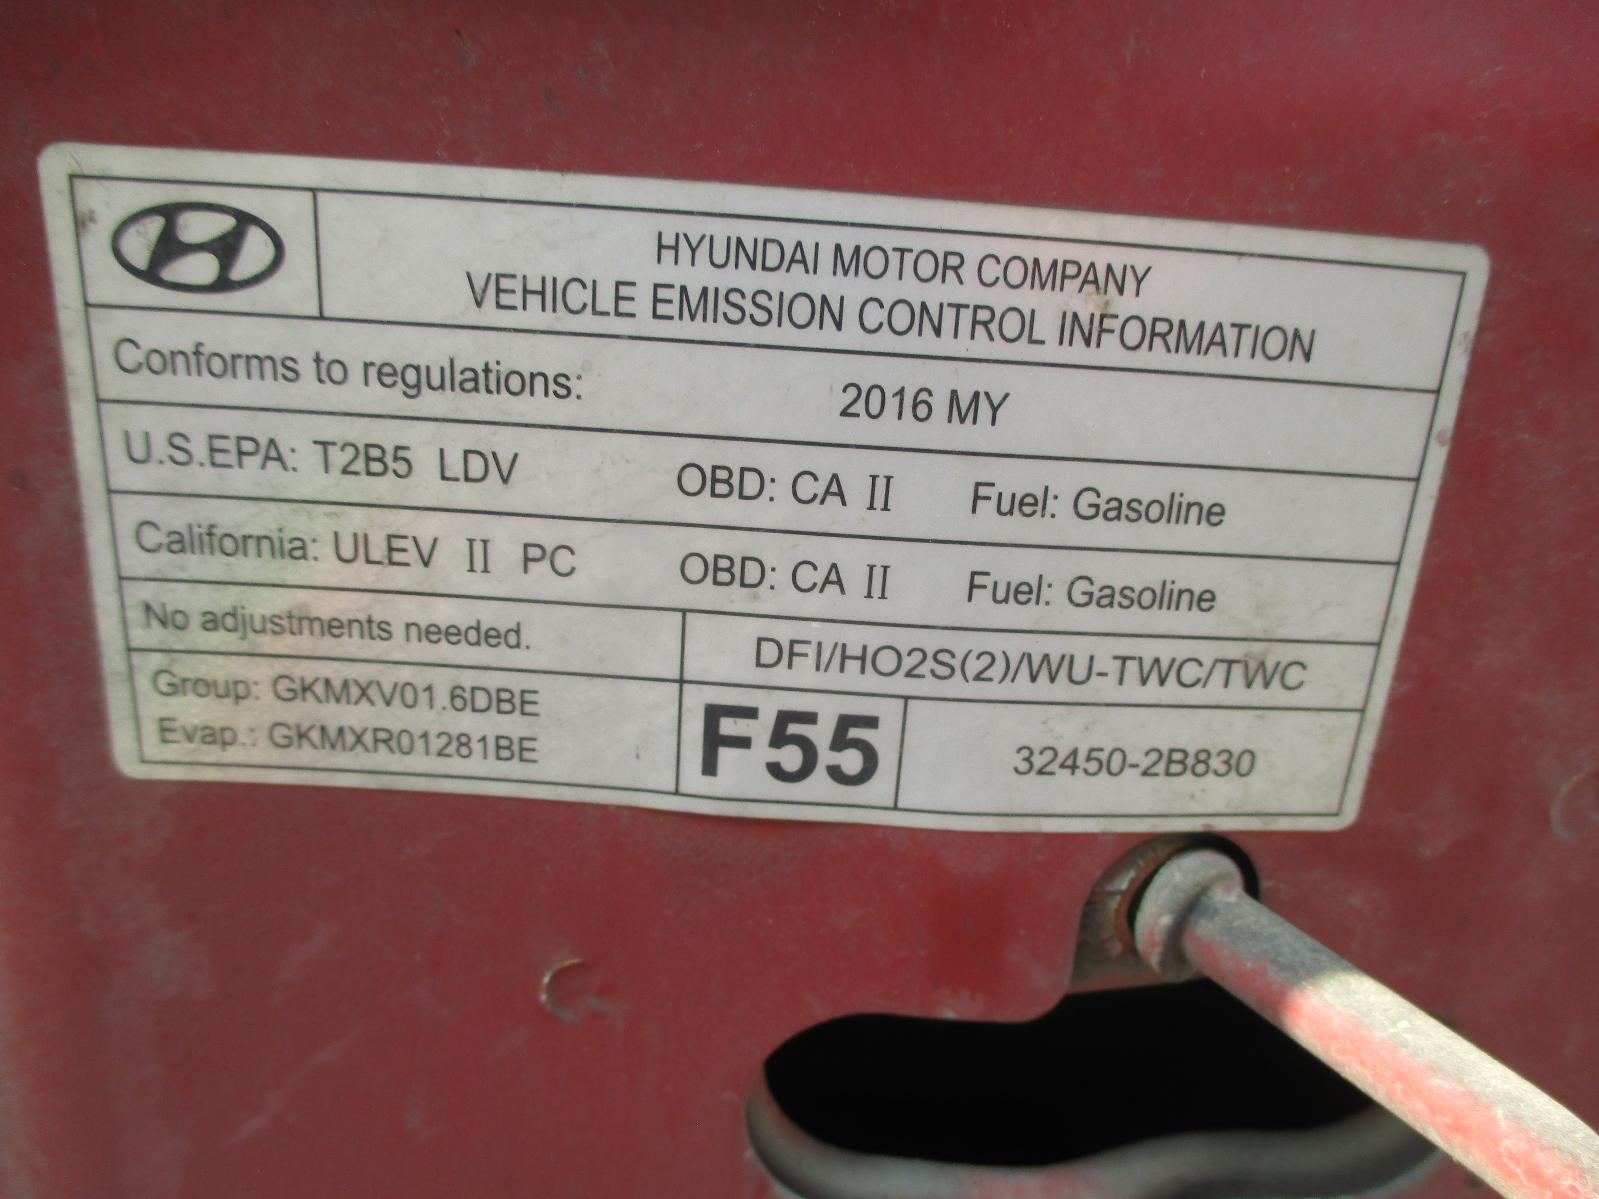 HYUNDAI MOTOR COMPANY
VEHICLE EMISSION CONTROL INFORMATION
Conforms to regulations: 2016 MY
U.S.EPA: T2B5 LDV OBD: CA II Fuel: Gasoline
California: ULEV II PC OBD: CA II Fuel: Gasoline
No adjustments needed. DFI/HO2S(2)/WU-TWC/TWC
Group: GKMXV01.6DBE
Evap.: GKMXR01281BE
F55
32450-2B830